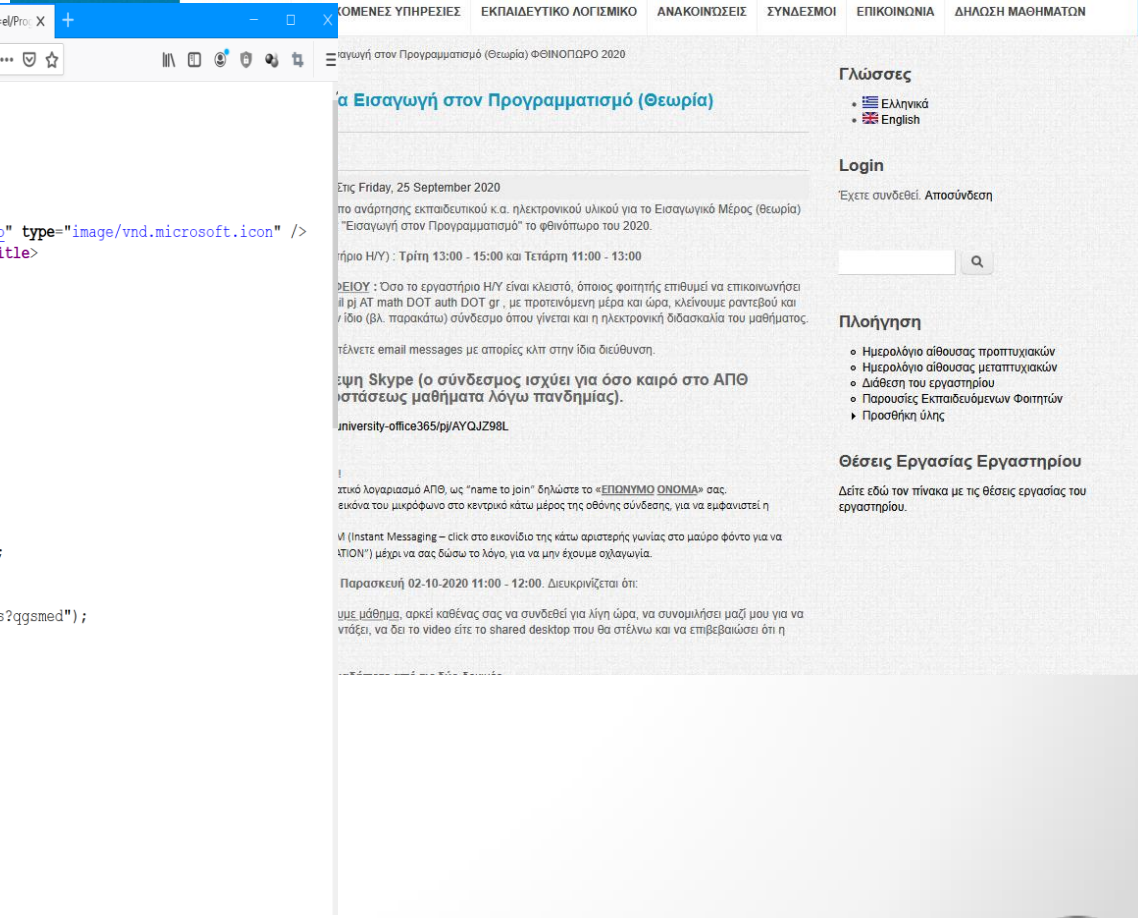 =el/Prog
" type="image/vnd.microsoft.icon" />
itle>
;
s?qgsmed");
ΚΟΜΕΝΕΣ ΥΠΗΡΕΣΙΕΣ ΕΚΠΑΙΔΕΥΤΙΚΟ ΛΟΓΙΣΜΙΚΟ ΑΝΑΚΟΙΝΏΣΕΙΣ ΣΥΝΔΕΣΜΟΙ ΕΠΙΚΟΙΝΩΝΙΑ ΔΗΛΩΣΗ ΜΑΘΗΜΑΤΩΝ
αγωγή στον Προγραμματισμό (Θεωρία) ΦΘΙΝΟΠΩΡΟ 2020
α Εισαγωγή στον Προγραμματισμό (Θεωρία)
Στις Friday, 25 September 2020
πο ανάρτησης εκπαιδευτικού κ.α. ηλεκτρονικού υλικού για το Εισαγωγικό Μέρος (θεωρία)
"Εισαγωγή στον Προγραμματισμό" το φθινόπωρο του 2020.
τήριο Η/Υ) : Τρίτη 13:00 - 15:00 και Τετάρτη 11:00 - 13:00
ΦΕΙΟΥ : Όσο το εργαστήριο Η/Υ είναι κλειστό, όποιος φοιτητής επιθυμεί να επικοινωνήσει
il pj AT math DOT auth DOT gr , με προτεινόμενη μέρα και ώρα, κλείνουμε ραντεβού και
ν ίδιο (βλ. παρακάτω) σύνδεσμο όπου γίνεται και η ηλεκτρονική διδασκαλία του μαθήματος.
τέλνετε email messages με απορίες κλπ στην ίδια διεύθυνση.
εψη Skype (ο σύνδεσμος ισχύει για όσο καιρό στο ΑΠΘ
οστάσεως μαθήματα λόγω πανδημίας).
university-office365/pj/AYQJZ98L
!
ατικό λογαριασμό ΑΠΘ, ως “name to join” δηλώστε το «ΕΠΩΝΥΜΟ ΟΝΟΜΑ» σας.
εικόνα του μικρόφωνο στο κεντρικό κάτω μέρος της οθόνης σύνδεσης, για να εμφανιστεί η
Μ (Instant Messaging – click στο εικονίδιο της κάτω αριστερής γωνίας στο μαύρο φόντο για να
ATION”) μέχρι να σας δώσω το λόγο, για να μην έχουμε οχλαγωγία.
Παρασκευή 02-10-2020 11:00 - 12:00. Διευκρινίζεται ότι:
υμε μάθημα, αρκεί καθένας σας να συνδεθεί για λίγη ώρα, να συνομιλήσει μαζί μου για να
ντάξει, να δει το video είτε το shared desktop που θα στέλνω και να επιβεβαιώσει ότι η
Γλώσσες
Ελληνικά
English
Login
Έχετε συνδεθεί. Αποσύνδεση
Πλοήγηση
Ημερολόγιο αίθουσας προπτυχιακών
Ημερολόγιο αίθουσας μεταπτυχιακών
Διάθεση του εργαστηρίου
Παρουσίες Εκπαιδευόμενων Φοιτητών
Προσθήκη ύλης
Θέσεις Εργασίας Εργαστηρίου
Δείτε εδώ τον πίνακα με τις θέσεις εργασίας του
εργαστηρίου.